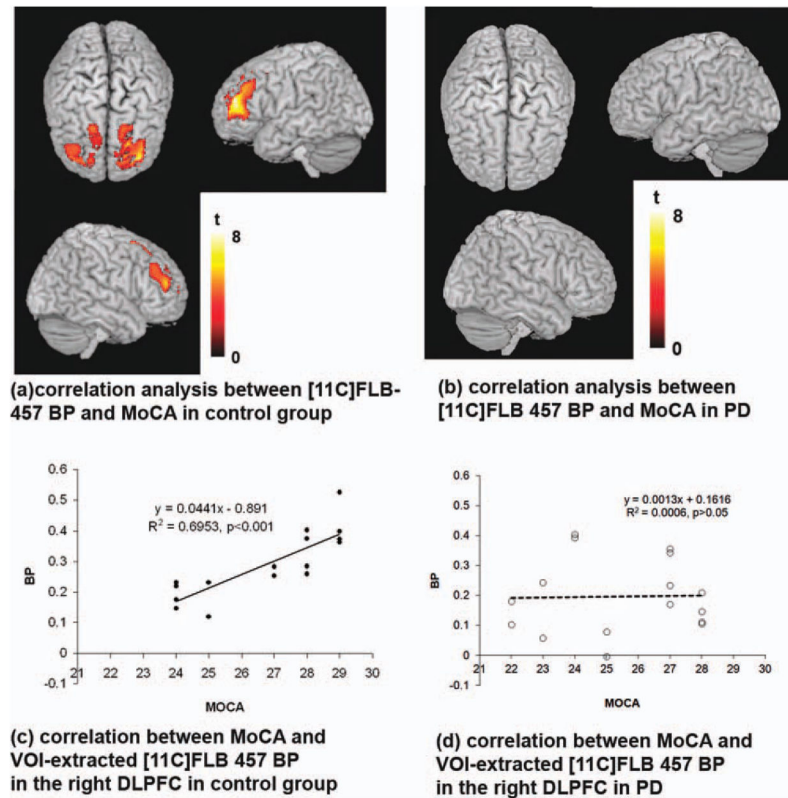 t
8
0
t
8
0
(a)correlation analysis between [11C]FLB-
457 BP and MoCA in control group
(b) correlation analysis between
[11C]FLB 457 BP and MoCA in PD
0.6
0.5
0.4
0.3
0.2
0.1
0
-0.1
BP
y = 0.0441x - 0.891
R² = 0.6953, p<0.001
21 22 23 24 25 26 27 28 29 30
MOCA
0.6
0.5
0.4
0.3
0.2
0.1
0
-0.1
BP
y = 0.0013x + 0.1616
R² = 0.0006, p>0.05
21 22 23 24 25 26 27 28 29 30
MOCA
(c) correlation between MoCA and
VOI-extracted [11C]FLB 457 BP
in the right DLPFC in control group
(d) correlation between MoCA and
VOI-extracted [11C]FLB 457 BP
in the right DLPFC in PD